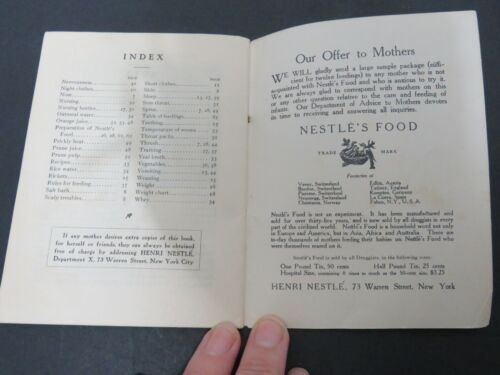 INDEX
PAGE
Nervousness
Night clothes
Nose
Nursing
Nursing bottles
Oatmeal water
Orange juice
Preparation of Nestlé's
Food
Prickly heat
Prune juice
Prune pulp
Recipes
Rice water
Rickets
Rules for feeding
Salt bath
Scalp troubles
PAGE
Short clothes
Skin
Sleep
Sore throat
Sprue
Table of feedings
Teething
Temperature of rooms
Throat packs
Thrush
Training
Veal broth
Vegetables
Vomiting
Weaning
Weight
Weight chart
Whey
If any mother desires extra copies of this book,
for herself or friends, they can always be obtained
free of charge by addressing HENRI NESTLÉ,
Department X, 73 Warren Street, New York City
Our Offer to Mothers
WE WILL gladly send a large sample package (suffi-
cient for twelve feedings) to any mother who is not
acquainted with Nestlé's Food and who is anxious to try it.
We are always glad to correspond with mothers on this
or any other question relative to the care and feeding of
infants. Our Department of Advice to Mothers devotes
its time to receiving and answering all inquiries.
NESTLÉ'S FOOD
TRADE MARK
Factories at
Vevey, Switzerland
Bercher, Switzerland
Payerne, Switzerland
Neuenegg, Switzerland
Christiania, Norway
Edlitz, Austria
Tutbury, England
Kempten, Germany
La Cavera, Spain
Fulton, N.Y., U.S.A.
Nestlé's Food is not an experiment. It has been manufactured
and sold for over thirty-five years, and is now sold by all druggists in every
part of the civilized world. Nestlé's Food is a household word not only
in Europe and America, but in Asia, Africa and Australia. There are
to-day thousands of mothers feeding their babies on Nestlé's Food who
were themselves reared on it.
Nestlé's Food is sold by all Druggists, in the following sizes:
One Pound Tin, 50 cents Half Pound Tin, 25 cents
Hospital Size, containing 8 times as much as the 50-cent size, $3.25
HENRI NESTLÉ, 73 Warren Street, New York